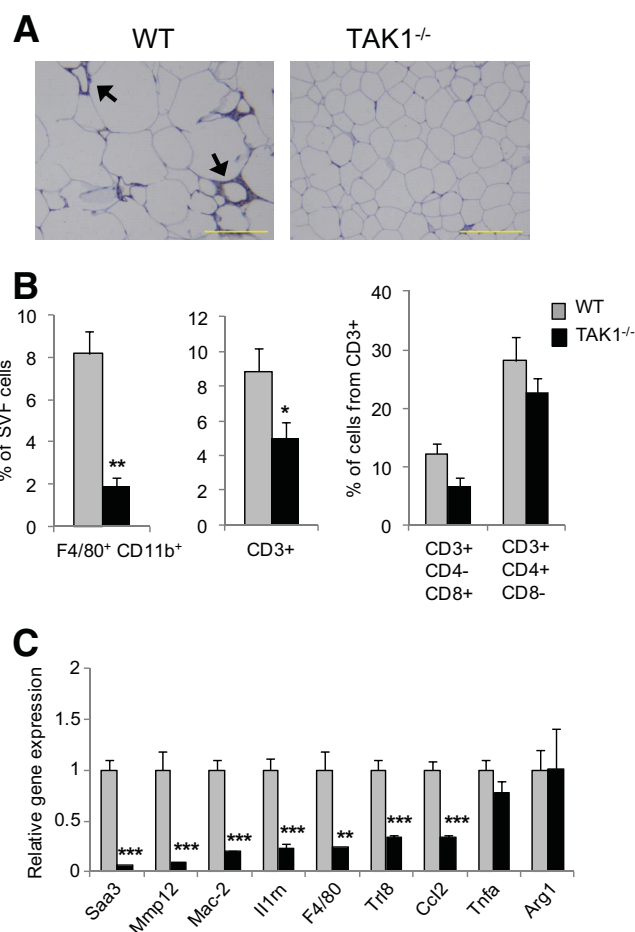 A
WT
TAK1-/-
B
% of SVF cells
10
8
6
4
2
0
**
F4/80+ CD11b+
12
10
8
6
4
2
0
*
CD3+
% of cells from CD3+
40
30
20
10
0
WT
TAK1-/-
CD3+
CD4-
CD8+
CD3+
CD4+
CD8-
C
Relative gene expression
2
1.5
1
0.5
0
***
***
***
***
**
***
***
Saa3
Mmp12
Mac-2
Il1rn
F4/80
Trl8
Ccl2
Tnfa
Arg1